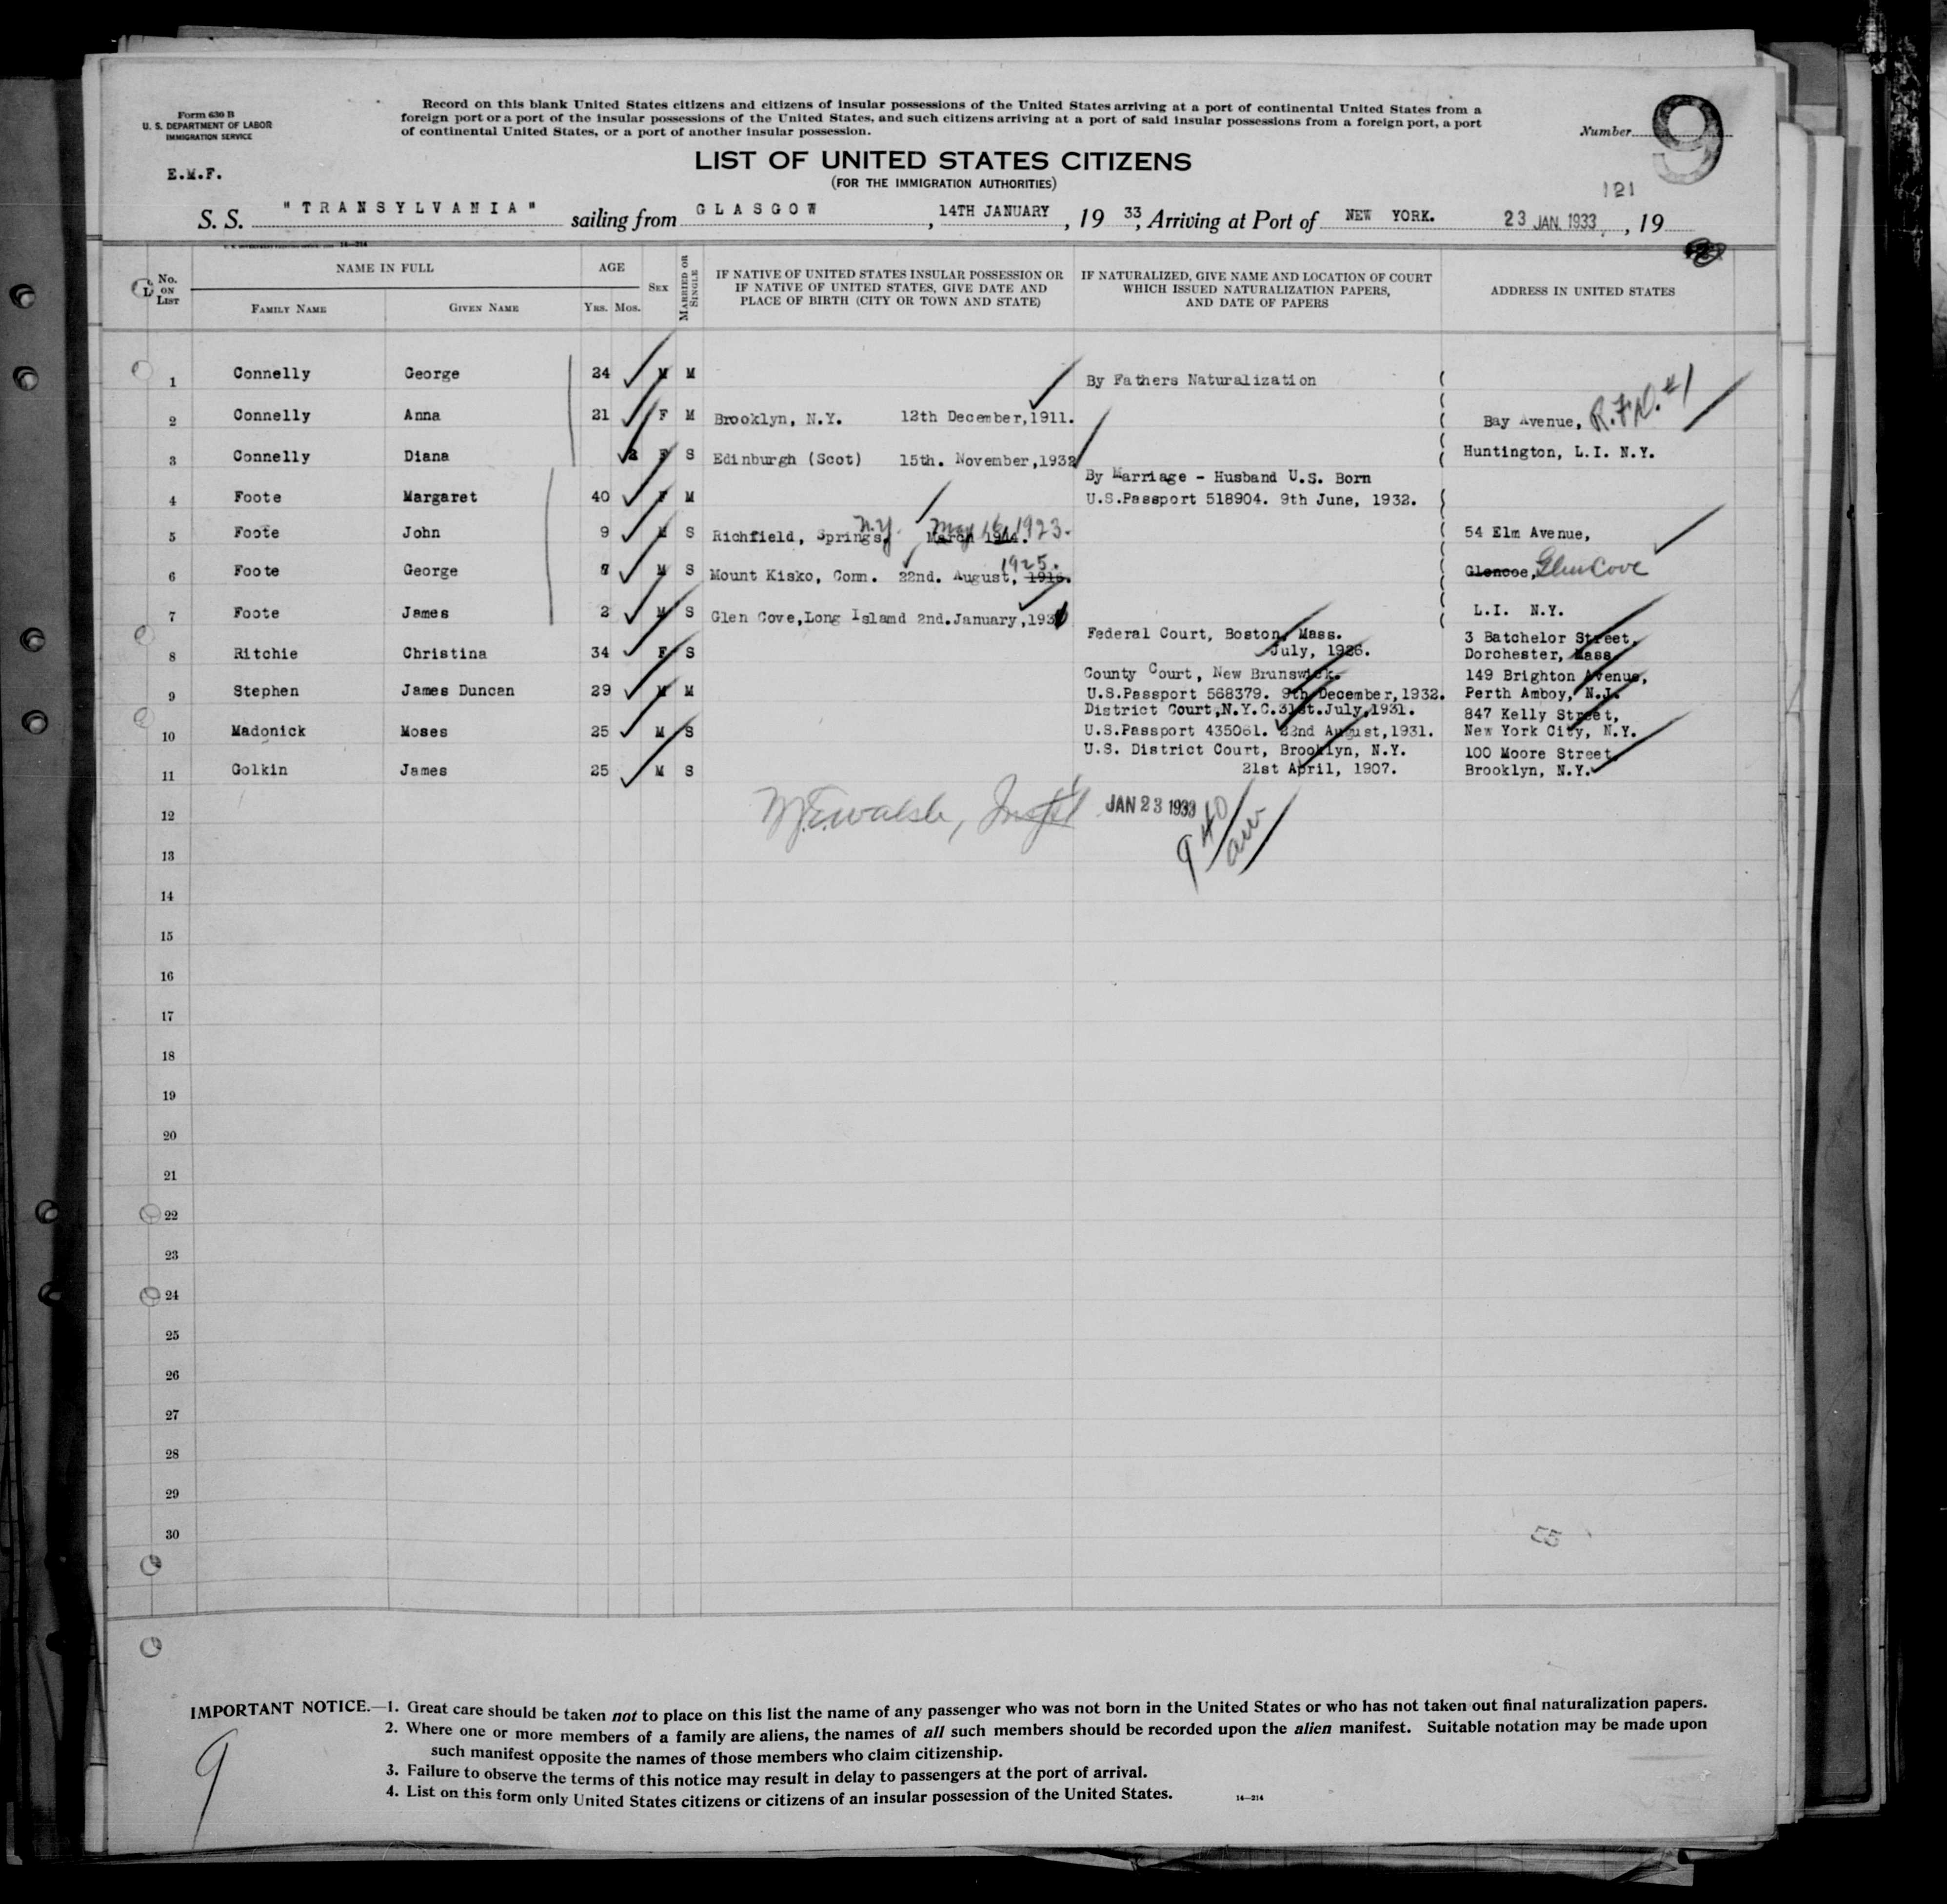 Form 630 B
U. S. DEPARTMENT OF LABOR
IMMIGRATION SERVICE
E.M.F.
Record on this blank United States citizens and citizens of insular possessions of the United States arriving at a port of continental United States from a
foreign port or a port of the insular possessions of the United States, and such citizens arriving at a port of said insular possessions from a foreign port, a port
of continental United States, or a port of another insular possession.
Number 9
LIST OF UNITED STATES CITIZENS
(FOR THE IMMIGRATION AUTHORITIES)
121
S. S. "TRANSYLVANIA" sailing from GLASGOW, 14TH JANUARY, 19 33, Arriving at Port of NEW YORK. 23 JAN. 1933, 19
No. ON LIST
NAME IN FULL
FAMILY NAME
GIVEN NAME
AGE
YRS. MOS.
SEX
MARRIED OR SINGLE
IF NATIVE OF UNITED STATES INSULAR POSSESSION OR
IF NATIVE OF UNITED STATES, GIVE DATE AND
PLACE OF BIRTH (CITY OR TOWN AND STATE)
IF NATURALIZED, GIVE NAME AND LOCATION OF COURT
WHICH ISSUED NATURALIZATION PAPERS,
AND DATE OF PAPERS
ADDRESS IN UNITED STATES
1 Connelly George 24 M M By Fathers Naturalization
2 Connelly Anna 21 F M Brooklyn, N.Y. 12th December,1911. Bay Avenue, R.F.D. #1
3 Connelly Diana F S Edinburgh (Scot) 15th. November,1932 Huntington, L.I. N.Y.
By Marriage - Husband U.S. Born
4 Foote Margaret 40 F M U.S.Passport 518904. 9th June, 1932.
5 Foote John 9 M S Richfield, Springs, N.Y. May 16, 1923. 54 Elm Avenue,
6 Foote George M S Mount Kisko, Conn. 22nd. August, 1925. Glencoe, Glen Cove
7 Foote James 2 M S Glen Cove,Long Island 2nd.January,1931 L.I. N.Y.
Federal Court, Boston, Mass. 3 Batchelor Street,
8 Ritchie Christina 34 F S July, 1926. Dorchester, Mass.
County Court, New Brunswick. 149 Brighton Avenue,
9 Stephen James Duncan 29 M M U.S.Passport 568379. 9th December,1932. Perth Amboy, N.J.
District Court,N.Y.C.31st.July,1931. 847 Kelly Street,
10 Madonick Moses 25 M S U.S.Passport 435061. 22nd August,1931. New York City, N.Y.
U.S. District Court, Brooklyn, N.Y. 100 Moore Street,
11 Golkin James 25 M S 21st April, 1907. Brooklyn, N.Y.
12 M.E. Walsh, JAN 23 1933
940
13
14
15
16
17
18
19
20
21
22
23
24
25
26
27
28
29
30
55
IMPORTANT NOTICE.—1. Great care should be taken not to place on this list the name of any passenger who was not born in the United States or who has not taken out final naturalization papers.
2. Where one or more members of a family are aliens, the names of all such members should be recorded upon the alien manifest. Suitable notation may be made upon
such manifest opposite the names of those members who claim citizenship.
3. Failure to observe the terms of this notice may result in delay to passengers at the port of arrival.
4. List on this form only United States citizens or citizens of an insular possession of the United States. 14—214
9